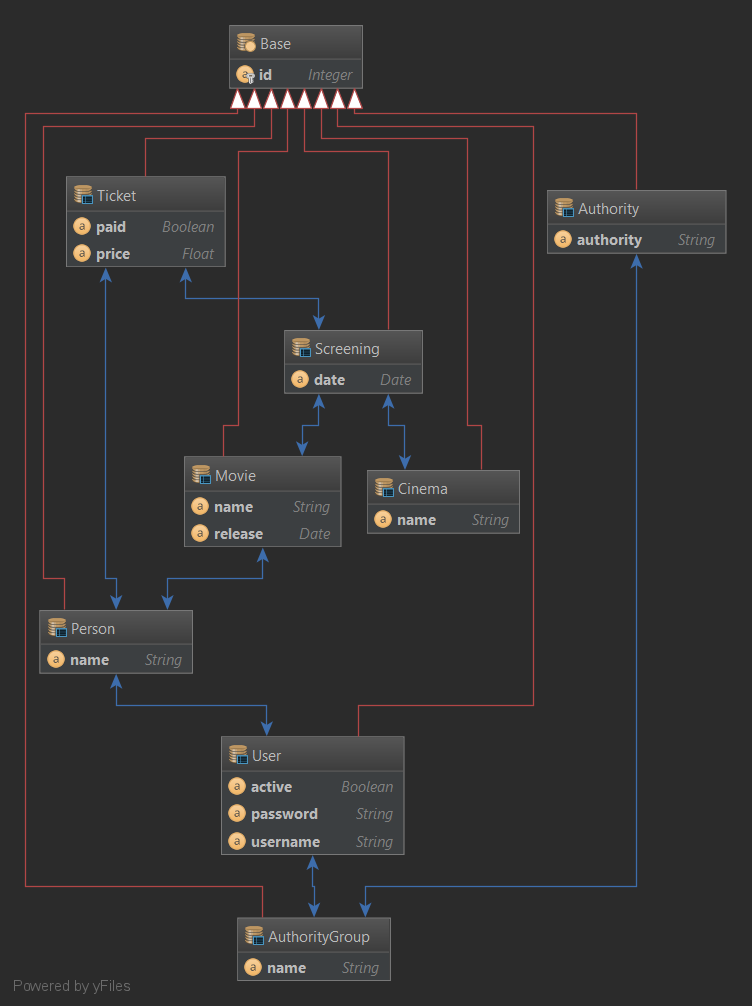 Base
id Integer
Ticket
paid Boolean
price Float
Authority
authority String
Screening
date Date
Movie
name String
release Date
Cinema
name String
Person
name String
User
active Boolean
password String
username String
AuthorityGroup
name String
Powered by yFiles